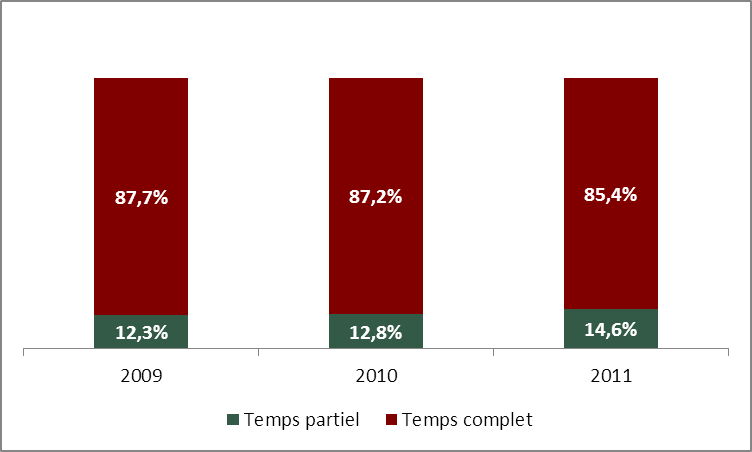 87,7% 87,2% 85,4%
12,3% 12,8% 14,6%
2009 2010 2011
Temps partiel Temps complet